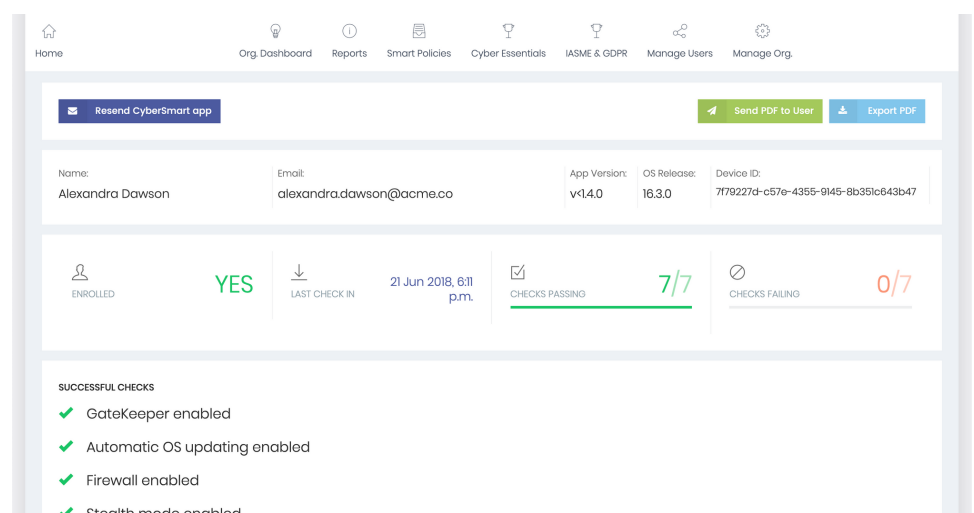 Home
Org. Dashboard
Reports
Smart Policies
Cyber Essentials
IASME & GDPR
Manage Users
Manage Org.
Resend CyberSmart app
Send PDF to User
Export PDF
Name:
Alexandra Dawson
Email:
alexandra.dawson@acme.co
App Version:
v<1.4.0
OS Release:
16.3.0
Device ID:
7f79227d-c57e-4355-9145-8b351c643b47
ENROLLED
YES
LAST CHECK IN
21 Jun 2018, 6:11
p.m.
CHECKS PASSING
7/7
CHECKS FAILING
0/7
SUCCESSFUL CHECKS
GateKeeper enabled
Automatic OS updating enabled
Firewall enabled
Stealth mode enabled